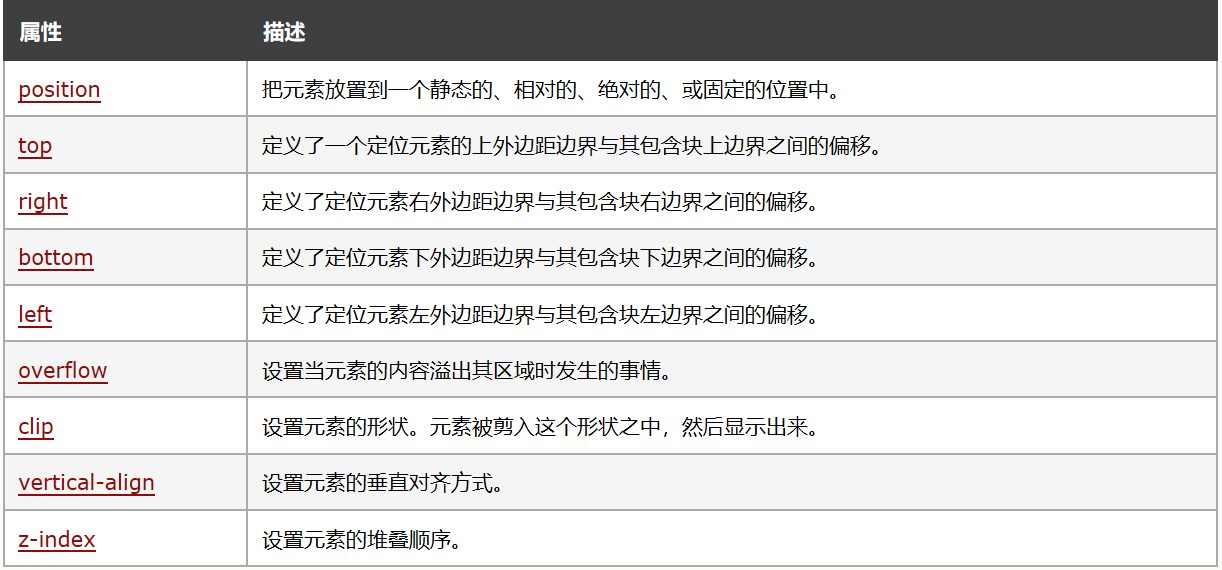 属性 描述
position 把元素放置到一个静态的、相对的、绝对的、或固定的位置中。
top 定义了一个定位元素的上外边距边界与其包含块上边界之间的偏移。
right 定义了定位元素右外边距边界与其包含块右边界之间的偏移。
bottom 定义了定位元素下外边距边界与其包含块下边界之间的偏移。
left 定义了定位元素左外边距边界与其包含块左边界之间的偏移。
overflow 设置当元素的内容溢出其区域时发生的事情。
clip 设置元素的形状。元素被剪入这个形状之中，然后显示出来。
vertical-align 设置元素的垂直对齐方式。
z-index 设置元素的堆叠顺序。